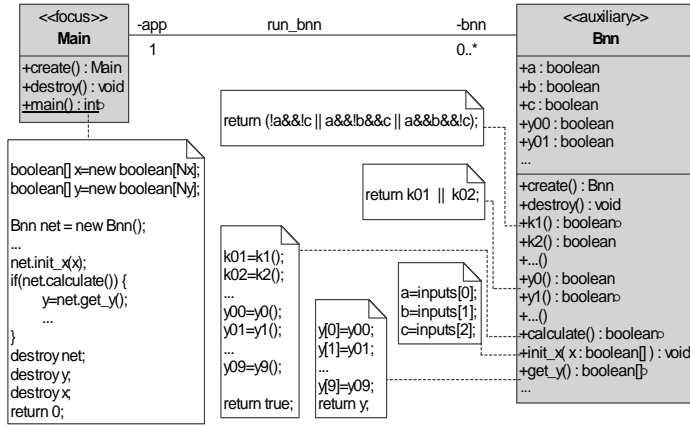 <<focus>>
Main
+create() : Main
+destroy() : void
+main() : int
-app
1
run_bnn
-bnn
0..*
<<auxiliary>>
Bnn
+a : boolean
+b : boolean
+c : boolean
+y00 : boolean
+y01 : boolean
...
+create() : Bnn
+destroy() : void
+k1() : boolean
+k2() : boolean
+...()
+y0() : boolean
+y1() : boolean
+...()
+calculate() : boolean
+init_x( x : boolean[] ) : void
+get_y() : boolean[]
...
return (!a&&!c || a&&!b&&c || a&&b&&!c);
return k01 || k02;
boolean[] x=new boolean[Nx];
boolean[] y=new boolean[Ny];
Bnn net = new Bnn();
...
net.init_x(x);
if(net.calculate()) {
y=net.get_y();
...
}
destroy net;
destroy y;
destroy x;
return 0;
k01=k1();
k02=k2();
...
y00=y0();
y01=y1();
...
y09=y9();
return true;
y[0]=y00;
y[1]=y01;
...
y[9]=y09;
return y;
a=inputs[0];
b=inputs[1];
c=inputs[2];